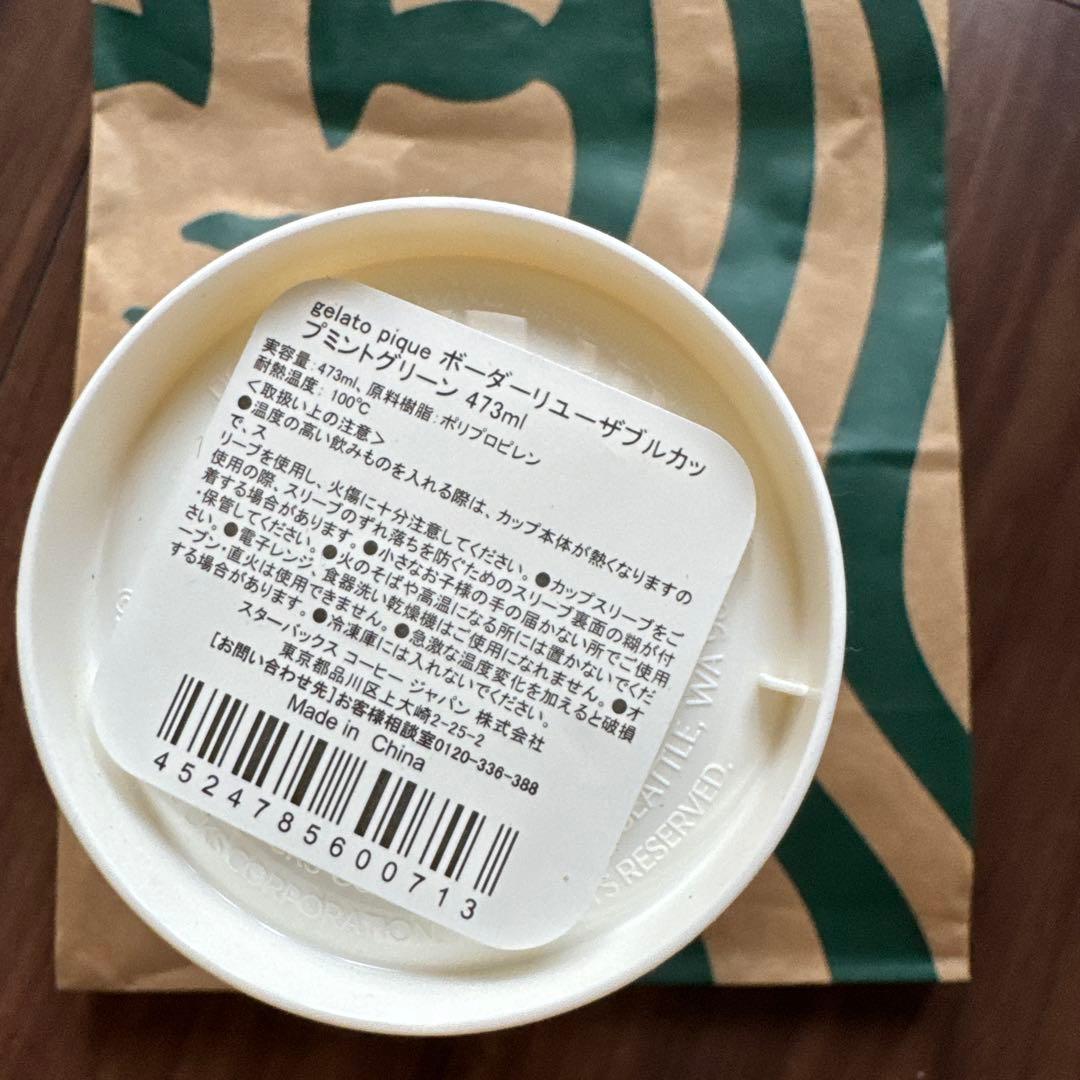 gelato pique ボーダーリユーザブルカッ
プミントグリーン 473ml
実容量：473ml、原料樹脂：ポリプロピレン
耐熱温度：100℃
＜取扱い上の注意＞
●温度の高い飲みものを入れる際は、カップ本体が熱くなりますの
で、ス
リーブを使用し、火傷に十分注意してください。●カップスリーブをご
使用の際、スリーブのずれ落ちを防ぐためのスリーブ裏面の糊が付
着する場合があります。●小さなお子様の手の届かない所でご使用
・保管してください。●火のそばや高温になる所には置かないでくだ
さい。●電子レンジ、食器洗い乾燥機はご使用になれません。●オ
ーブン・直火は使用できません。●急激な温度変化を加えると破損
する場合があります。●冷凍庫には入れないでください。
スターバックス コーヒー ジャパン 株式会社
東京都品川区上大崎2-25-2
[お問い合わせ先]お客様相談室0120-336-388
Made in China
4524785600713
SEATTLE, WA
RESERVED.
CORPORATION